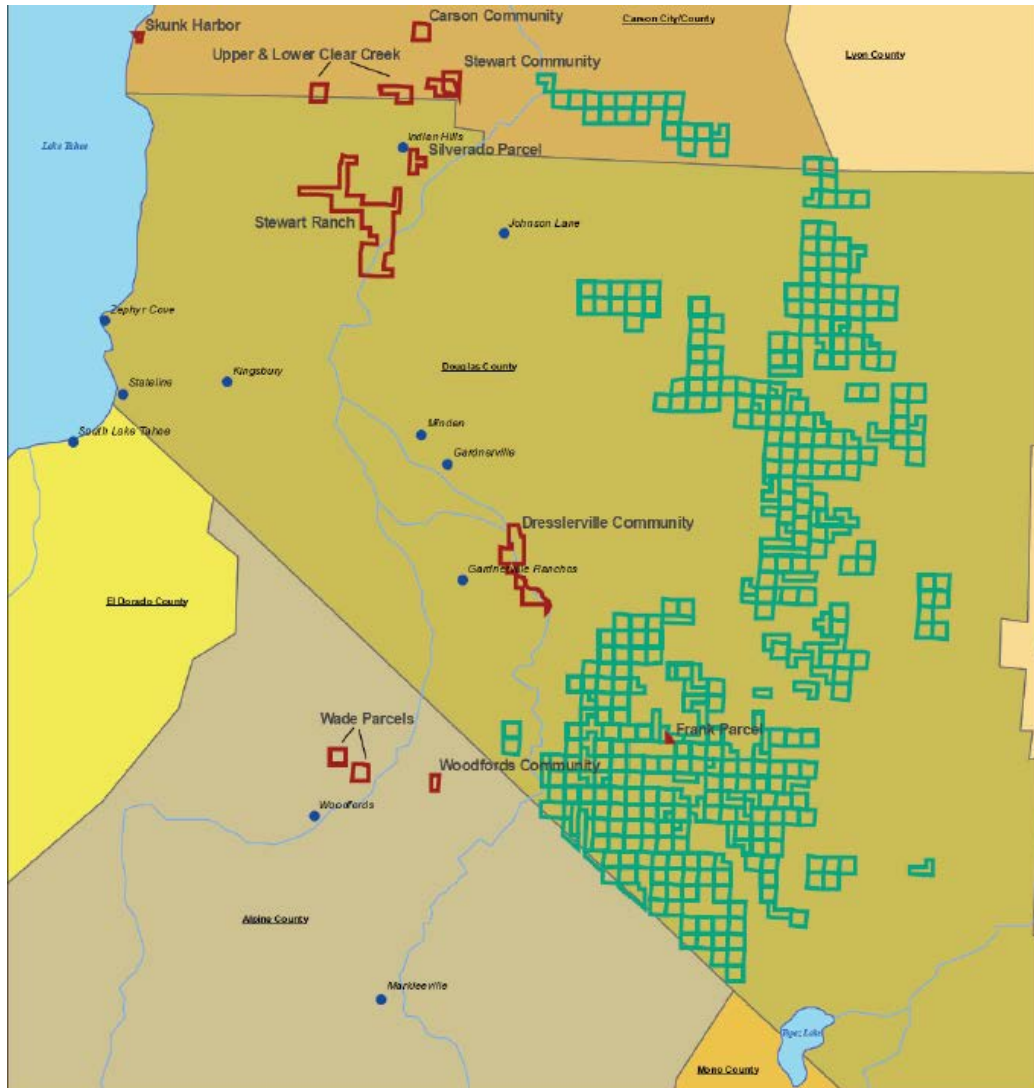 Skunk Harbor
Carson Community
Carson City/County
Upper & Lower Clear Creek
Stewart Community
Lyon County
Lake Tahoe
Indian Hills
Silverado Parcel
Stewart Ranch
Johnson Lane
Zephyr Cove
Douglas County
Kingsbury
Stateline
South Lake Tahoe
Minden
Gardnerville
Dresslerville Community
Gardnerville Ranchos
El Dorado County
Wade Parcels
Frank Parcel
Woodfords Community
Woodfords
Alpine County
Markleeville
Topaz Lake
Mono County